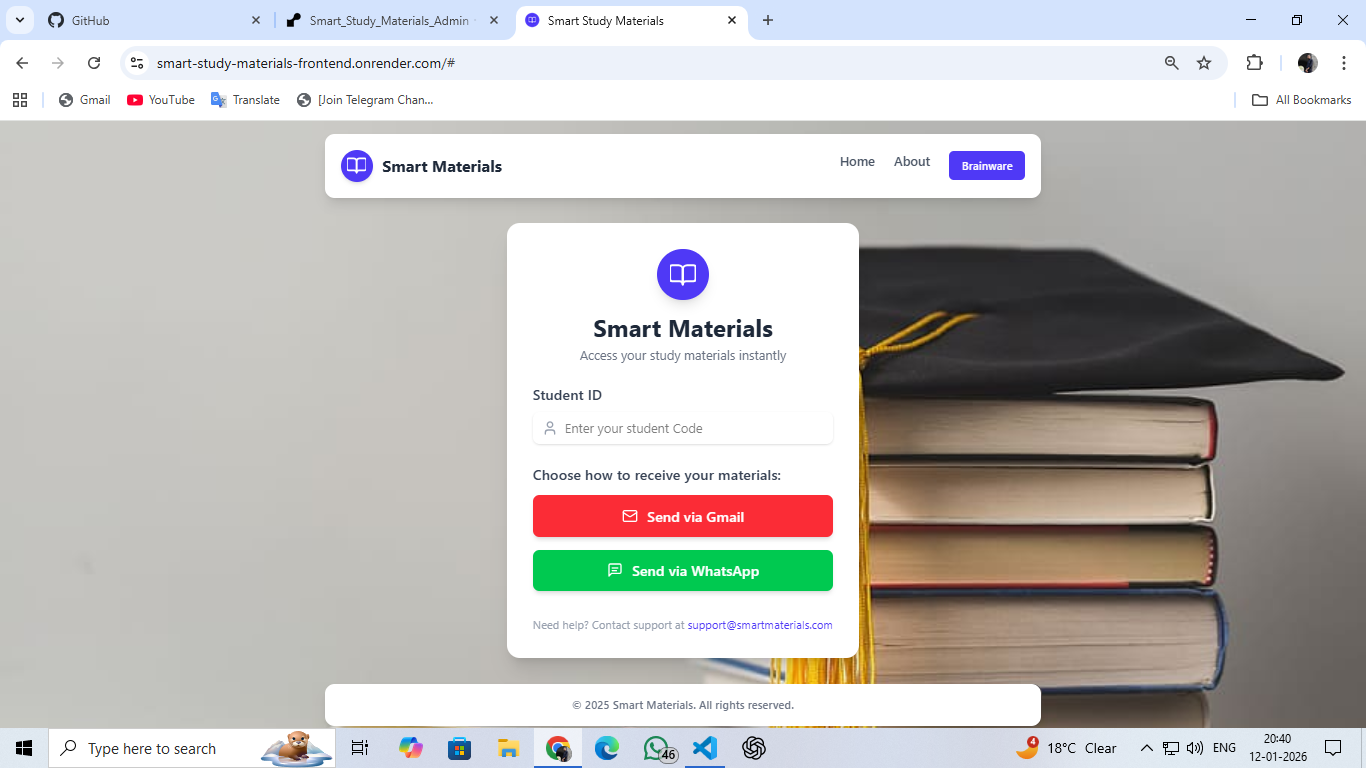 GitHub
Smart_Study_Materials_Admin
Smart Study Materials
smart-study-materials-frontend.onrender.com/#
Gmail
YouTube
Translate
[Join Telegram Chan...
All Bookmarks
Smart Materials
Home
About
Brainware
Smart Materials
Access your study materials instantly
Student ID
Enter your student Code
Choose how to receive your materials:
Send via Gmail
Send via WhatsApp
Need help? Contact support at support@smartmaterials.com
© 2025 Smart Materials. All rights reserved.
Type here to search
46
4
18°C Clear
ENG
20:40
12-01-2026